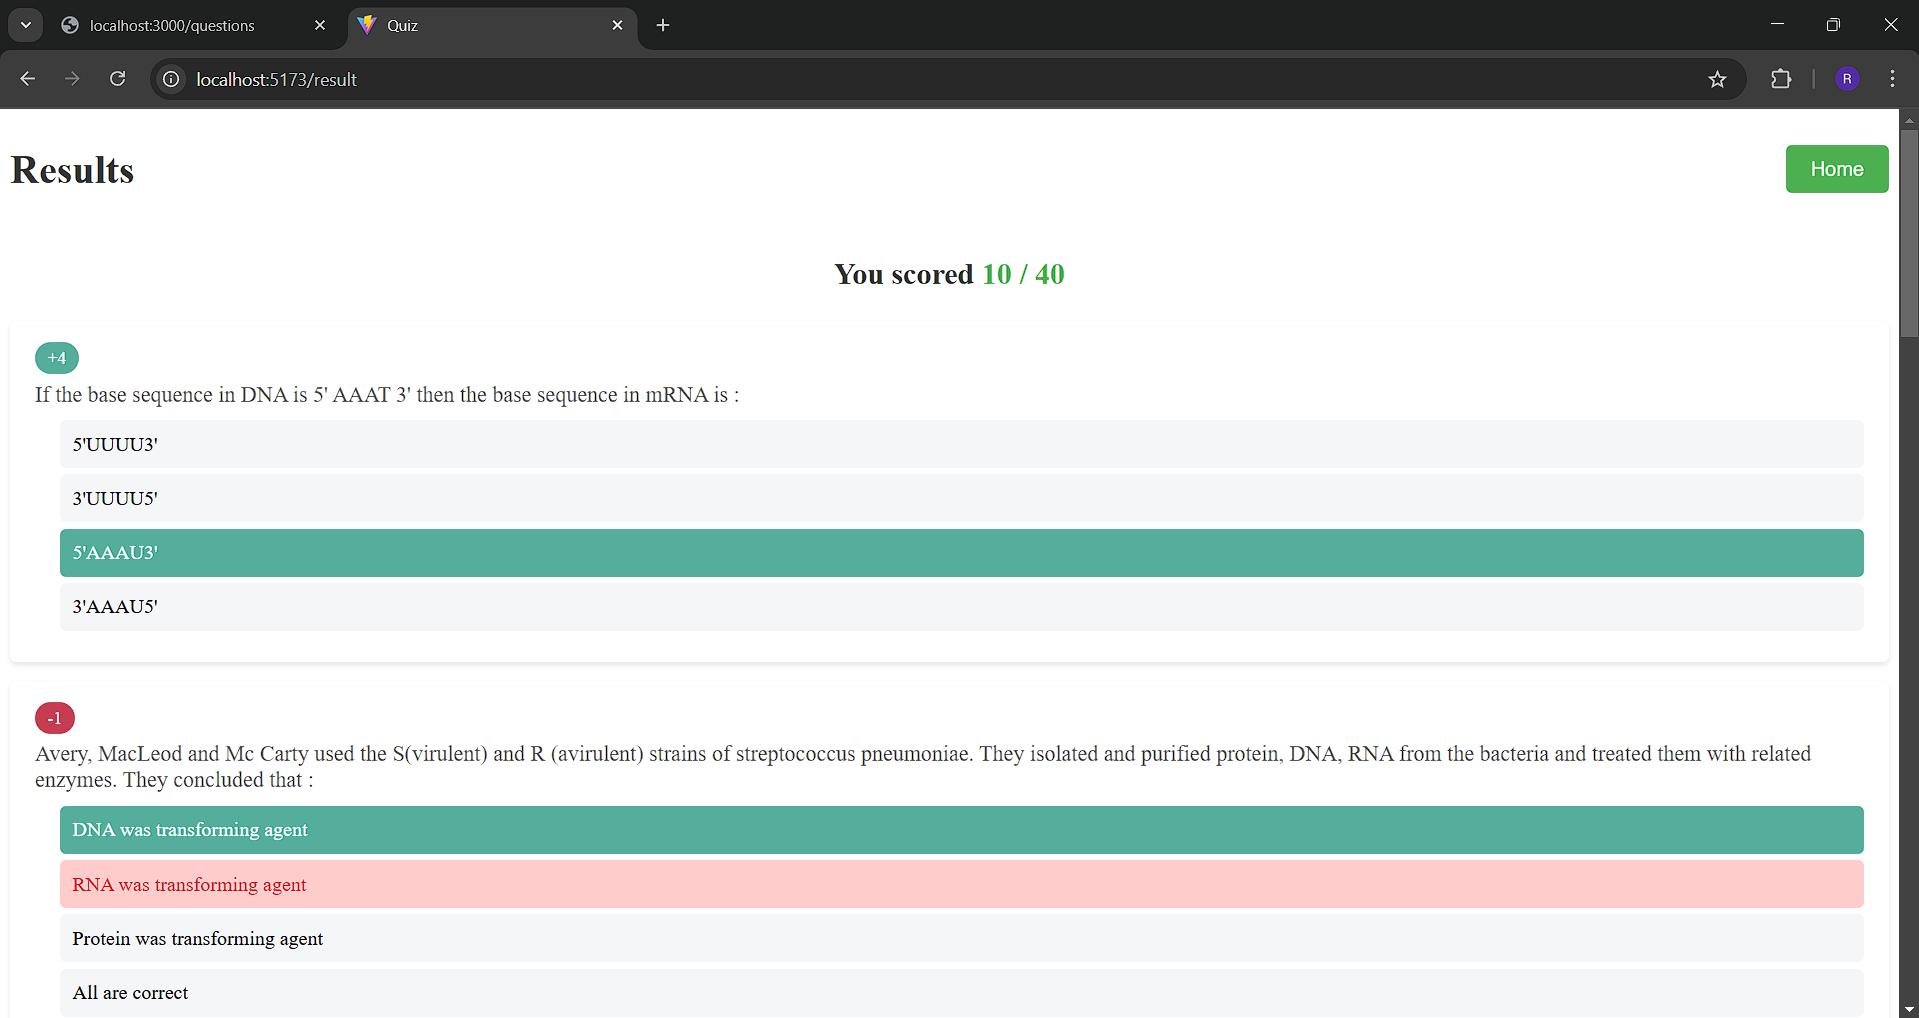 localhost:3000/questions
Quiz
localhost:5173/result
R
Results
Home
You scored 10 / 40
+4
If the base sequence in DNA is 5' AAAT 3' then the base sequence in mRNA is :
5'UUUU3'
3'UUUU5'
5'AAAU3'
3'AAAU5'
-1
Avery, MacLeod and Mc Carty used the S(virulent) and R (avirulent) strains of streptococcus pneumoniae. They isolated and purified protein, DNA, RNA from the bacteria and treated them with related
enzymes. They concluded that :
DNA was transforming agent
RNA was transforming agent
Protein was transforming agent
All are correct